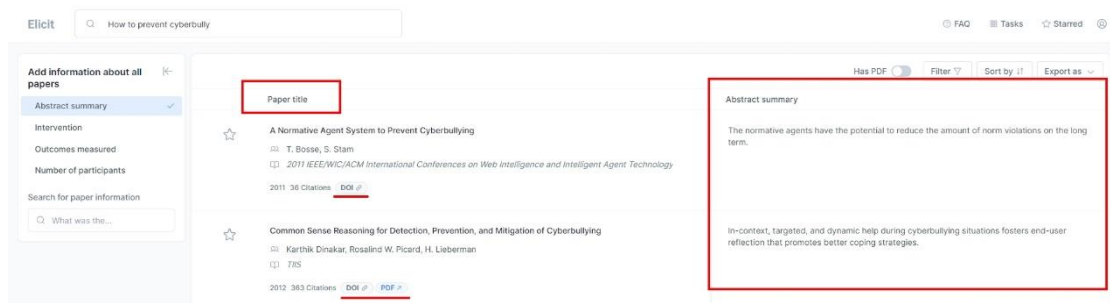 Elicit
How to prevent cyberbully
FAQ
Tasks
Starred
Add information about all
papers
Abstract summary
Intervention
Outcomes measured
Number of participants
Search for paper information
What was the...
Has PDF
Filter
Sort by
Export as
Paper title
Abstract summary
A Normative Agent System to Prevent Cyberbullying
T. Bosse, S. Stam
2011 IEEE/WIC/ACM International Conferences on Web Intelligence and Intelligent Agent Technology
2011 36 Citations DOI
The normative agents have the potential to reduce the amount of norm violations on the long
term.
Common Sense Reasoning for Detection, Prevention, and Mitigation of Cyberbullying
Karthik Dinakar, Rosalind W. Picard, H. Lieberman
TIIS
2012 363 Citations DOI PDF
In-context, targeted, and dynamic help during cyberbullying situations fosters end-user
reflection that promotes better coping strategies.